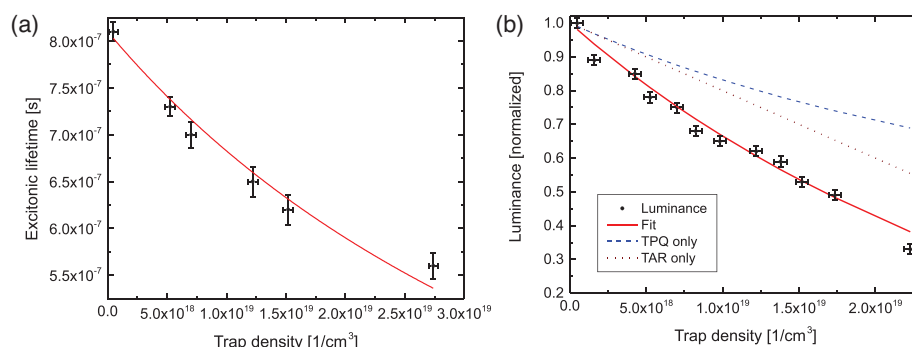 (a)
8.0x10⁻⁷
7.5x10⁻⁷
7.0x10⁻⁷
6.5x10⁻⁷
6.0x10⁻⁷
5.5x10⁻⁷
Excitonic lifetime [s]
0.0 5.0x10¹⁸ 1.0x10¹⁹ 1.5x10¹⁹ 2.0x10¹⁹ 2.5x10¹⁹ 3.0x10¹⁹
Trap density [1/cm³]
(b)
1.0
0.9
0.8
0.7
0.6
0.5
0.4
0.3
0.2
Luminance [normalized]
Luminance
Fit
TPQ only
TAR only
0.0 5.0x10¹⁸ 1.0x10¹⁹ 1.5x10¹⁹ 2.0x10¹⁹
Trap density [1/cm³]